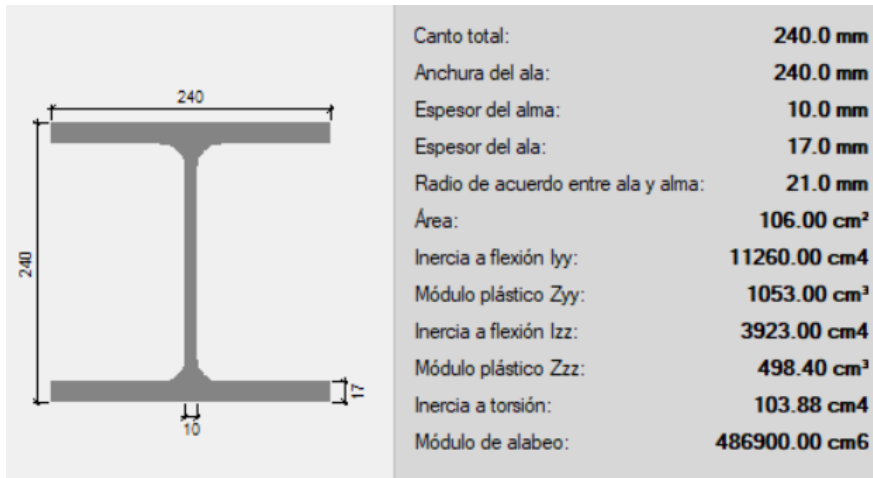 240
240
17
10
Canto total: 240.0 mm
Anchura del ala: 240.0 mm
Espesor del alma: 10.0 mm
Espesor del ala: 17.0 mm
Radio de acuerdo entre ala y alma: 21.0 mm
Área: 106.00 cm²
Inercia a flexión Iyy: 11260.00 cm4
Módulo plástico Zyy: 1053.00 cm³
Inercia a flexión Izz: 3923.00 cm4
Módulo plástico Zzz: 498.40 cm³
Inercia a torsión: 103.88 cm4
Módulo de alabeo: 486900.00 cm6